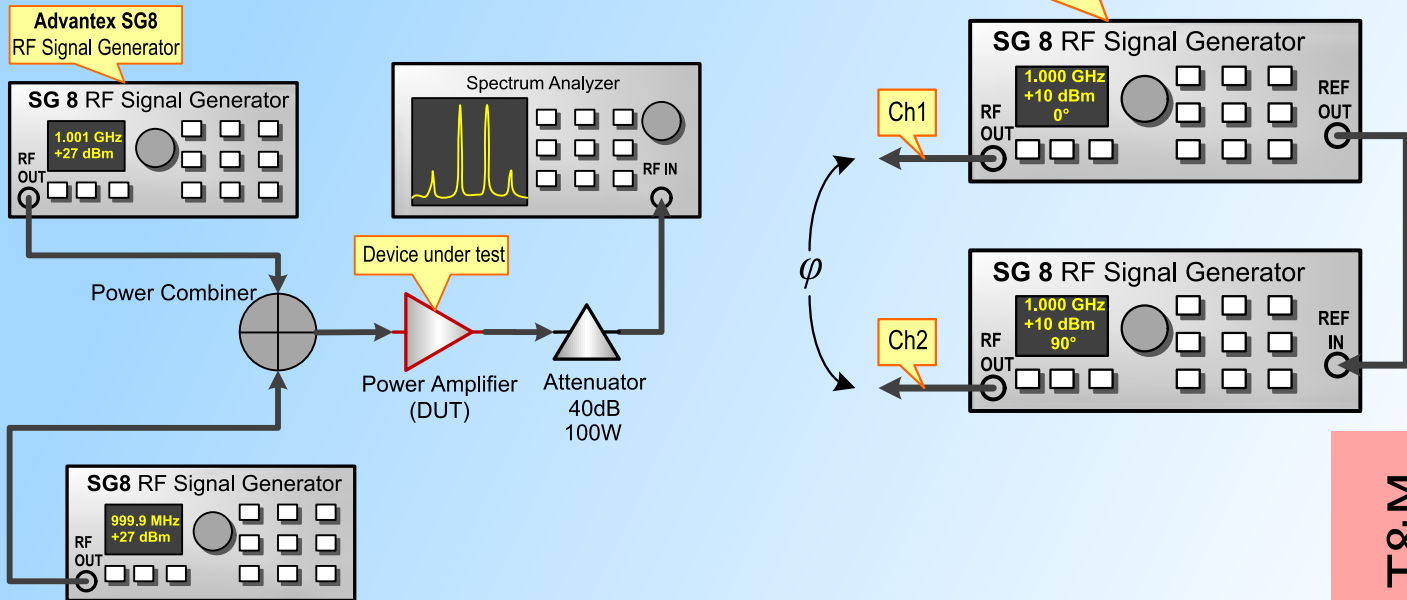 Advantex SG8
RF Signal Generator
SG 8 RF Signal Generator
1.001 GHz
+27 dBm
RF
OUT
Spectrum Analyzer
RF IN
Power Combiner
Device under test
Power Amplifier
(DUT)
Attenuator
40dB
100W
SG8 RF Signal Generator
999.9 MHz
+27 dBm
RF
OUT
SG 8 RF Signal Generator
1.000 GHz
+10 dBm
0°
RF
OUT
REF
OUT
Ch1
φ
SG 8 RF Signal Generator
1.000 GHz
+10 dBm
90°
RF
OUT
REF
IN
Ch2
T&M